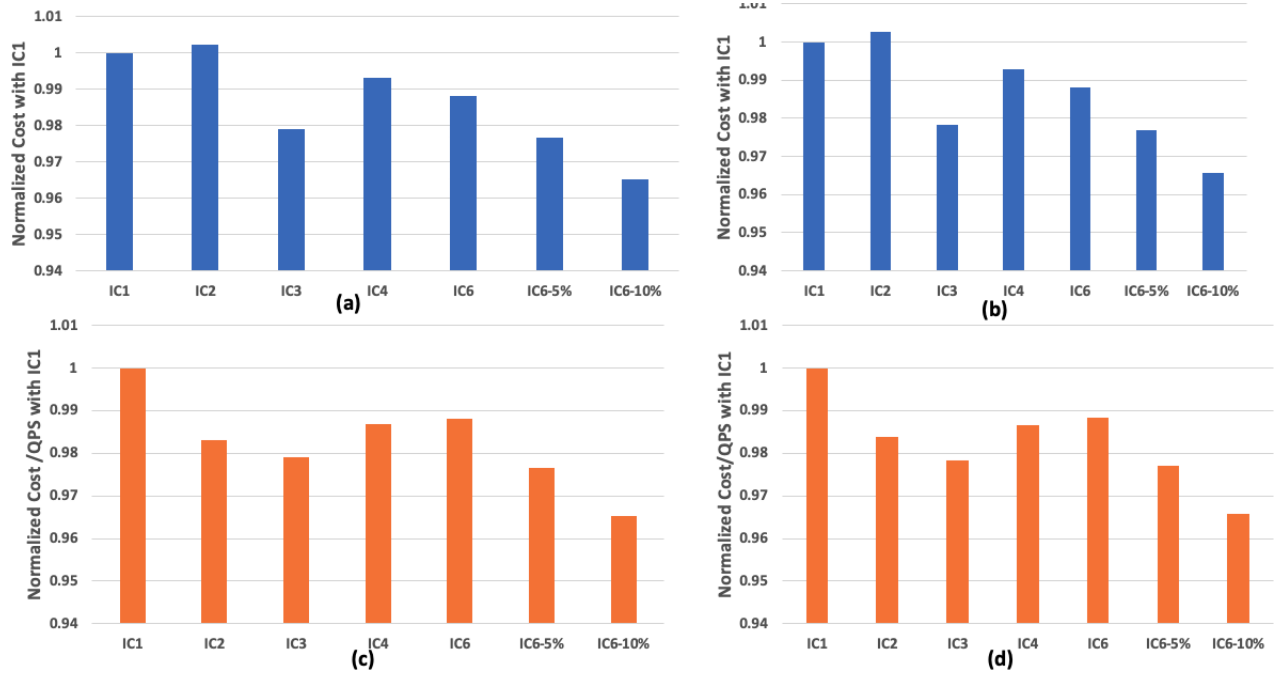 Normalized Cost with IC1
1.01
1
0.99
0.98
0.97
0.96
0.95
0.94
IC1 IC2 IC3 IC4 IC6 IC6-5% IC6-10%
(a)
Normalized Cost with IC1
1.01
1
0.99
0.98
0.97
0.96
0.95
0.94
IC1 IC2 IC3 IC4 IC6 IC6-5% IC6-10%
(b)
Normalized Cost /QPS with IC1
1.01
1
0.99
0.98
0.97
0.96
0.95
0.94
IC1 IC2 IC3 IC4 IC6 IC6-5% IC6-10%
(c)
Normalized Cost/QPS with IC1
1.01
1
0.99
0.98
0.97
0.96
0.95
0.94
IC1 IC2 IC3 IC4 IC6 IC6-5% IC6-10%
(d)